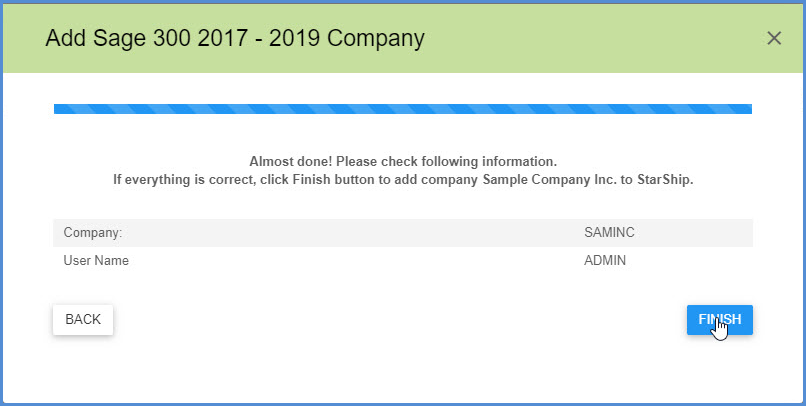 Add Sage 300 2017 - 2019 Company
Almost done! Please check following information.
If everything is correct, click Finish button to add company Sample Company Inc. to StarShip.
Company: SAMINC
User Name ADMIN
BACK FINISH